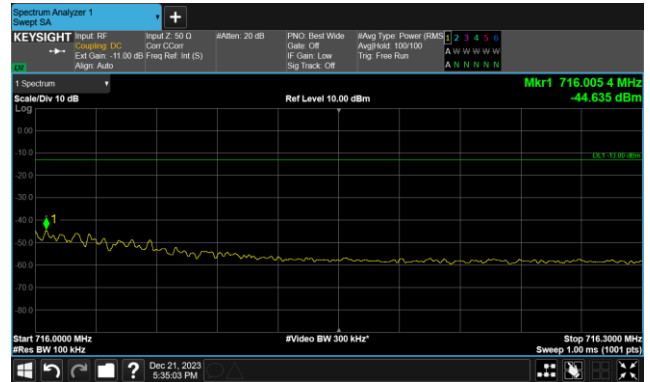 Spectrum Analyzer 1
Swept SA
KEYSIGHT Input: RF Input Z: 50 Ω #Atten: 20 dB PNO: Best Wide #Avg Type: Power (RMS 1 2 3 4 5 6
Coupling: DC Corr CCorr Gate: Off Avg|Hold: 100/100 A W W W W W
Ext Gain: -11.00 dB Freq Ref: Int (S) IF Gain: Low Trig: Free Run
Align: Auto Sig Track: Off A N N N N N
1 Spectrum Mkr1 716.005 4 MHz
Scale/Div 10 dB Ref Level 10.00 dBm -44.635 dBm
Log
0.00
-10.0
DL1 -13.00 dBm
-20.0
-30.0
-40.0
1
-50.0
-60.0
-70.0
-80.0
Start 716.0000 MHz #Video BW 300 kHz* Stop 716.3000 MHz
#Res BW 100 kHz Sweep 1.00 ms (1001 pts)
Dec 21, 2023
5:35:03 PM